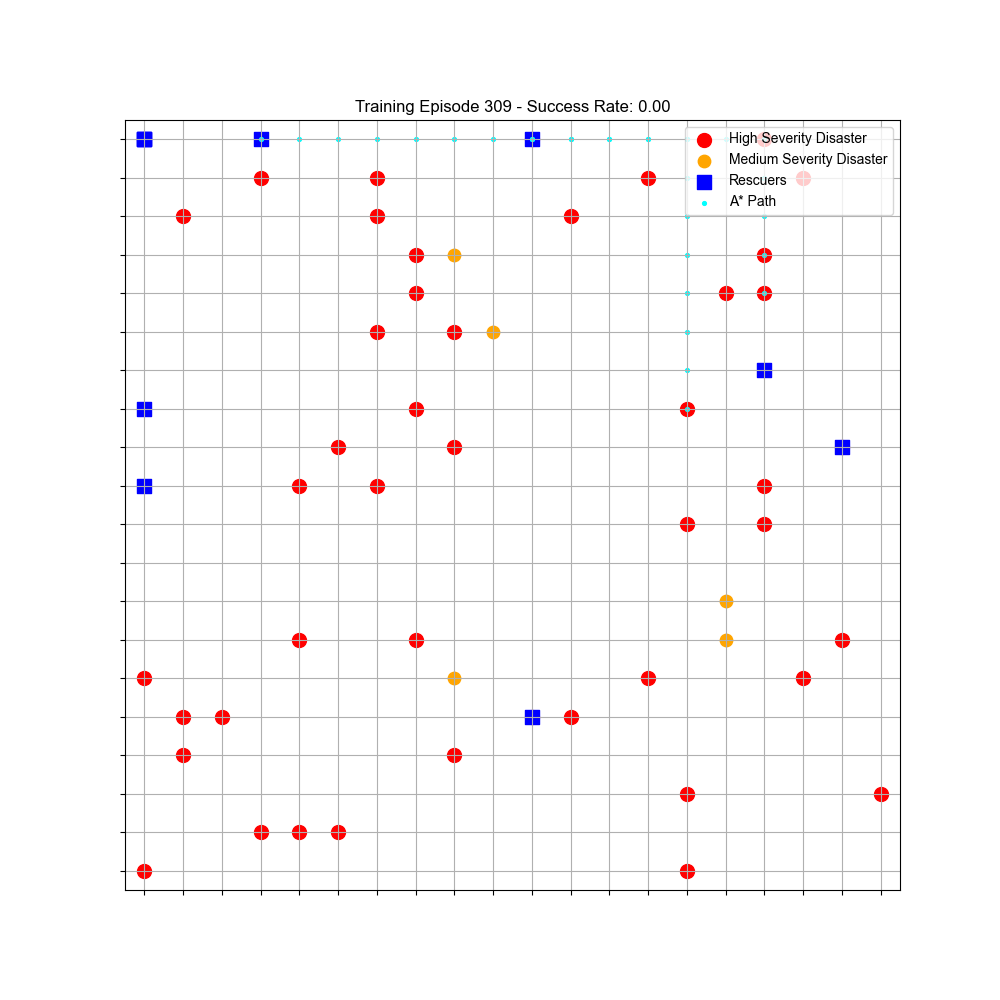 Training Episode 309 - Success Rate: 0.00
High Severity Disaster
Medium Severity Disaster
Rescuers
A* Path